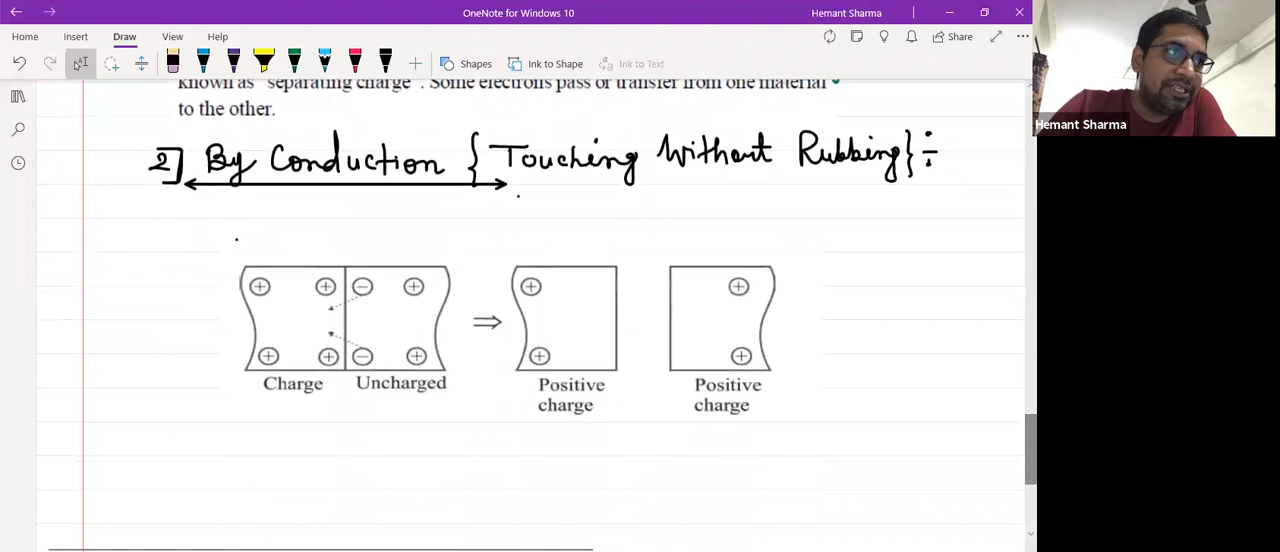 OneNote for Windows 10
Hemant Sharma
Home Insert Draw View Help
Share
Shapes Ink to Shape Ink to Text
known as "separating charge". Some electrons pass or transfer from one material
to the other.
2] By Conduction { Touching Without Rubbing} ÷
+ + − +
+ + − +
Charge Uncharged
⇒
+ +
+ +
Positive charge
Positive charge
Hemant Sharma